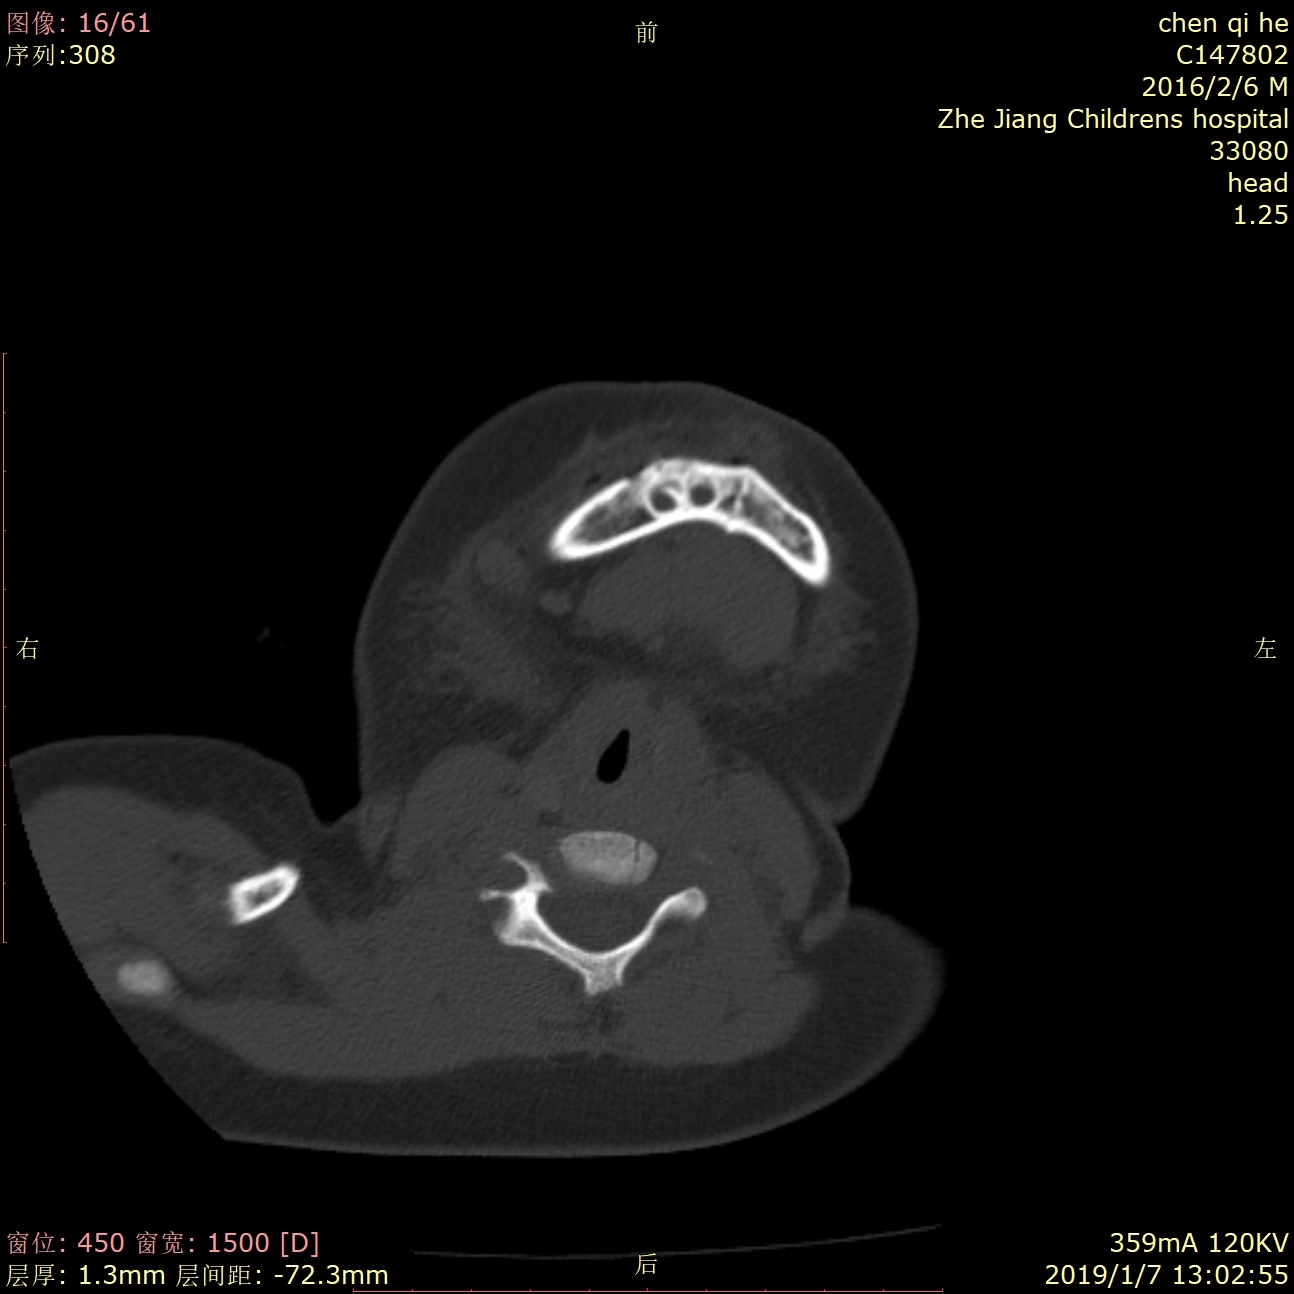 图像: 16/61
序列:308
前
chen qi he
C147802
2016/2/6 M
Zhe Jiang Childrens hospital
33080
head
1.25
右
左
窗位: 450 窗宽: 1500 [D]
层厚: 1.3mm 层间距: -72.3mm
后
359mA 120KV
2019/1/7 13:02:55